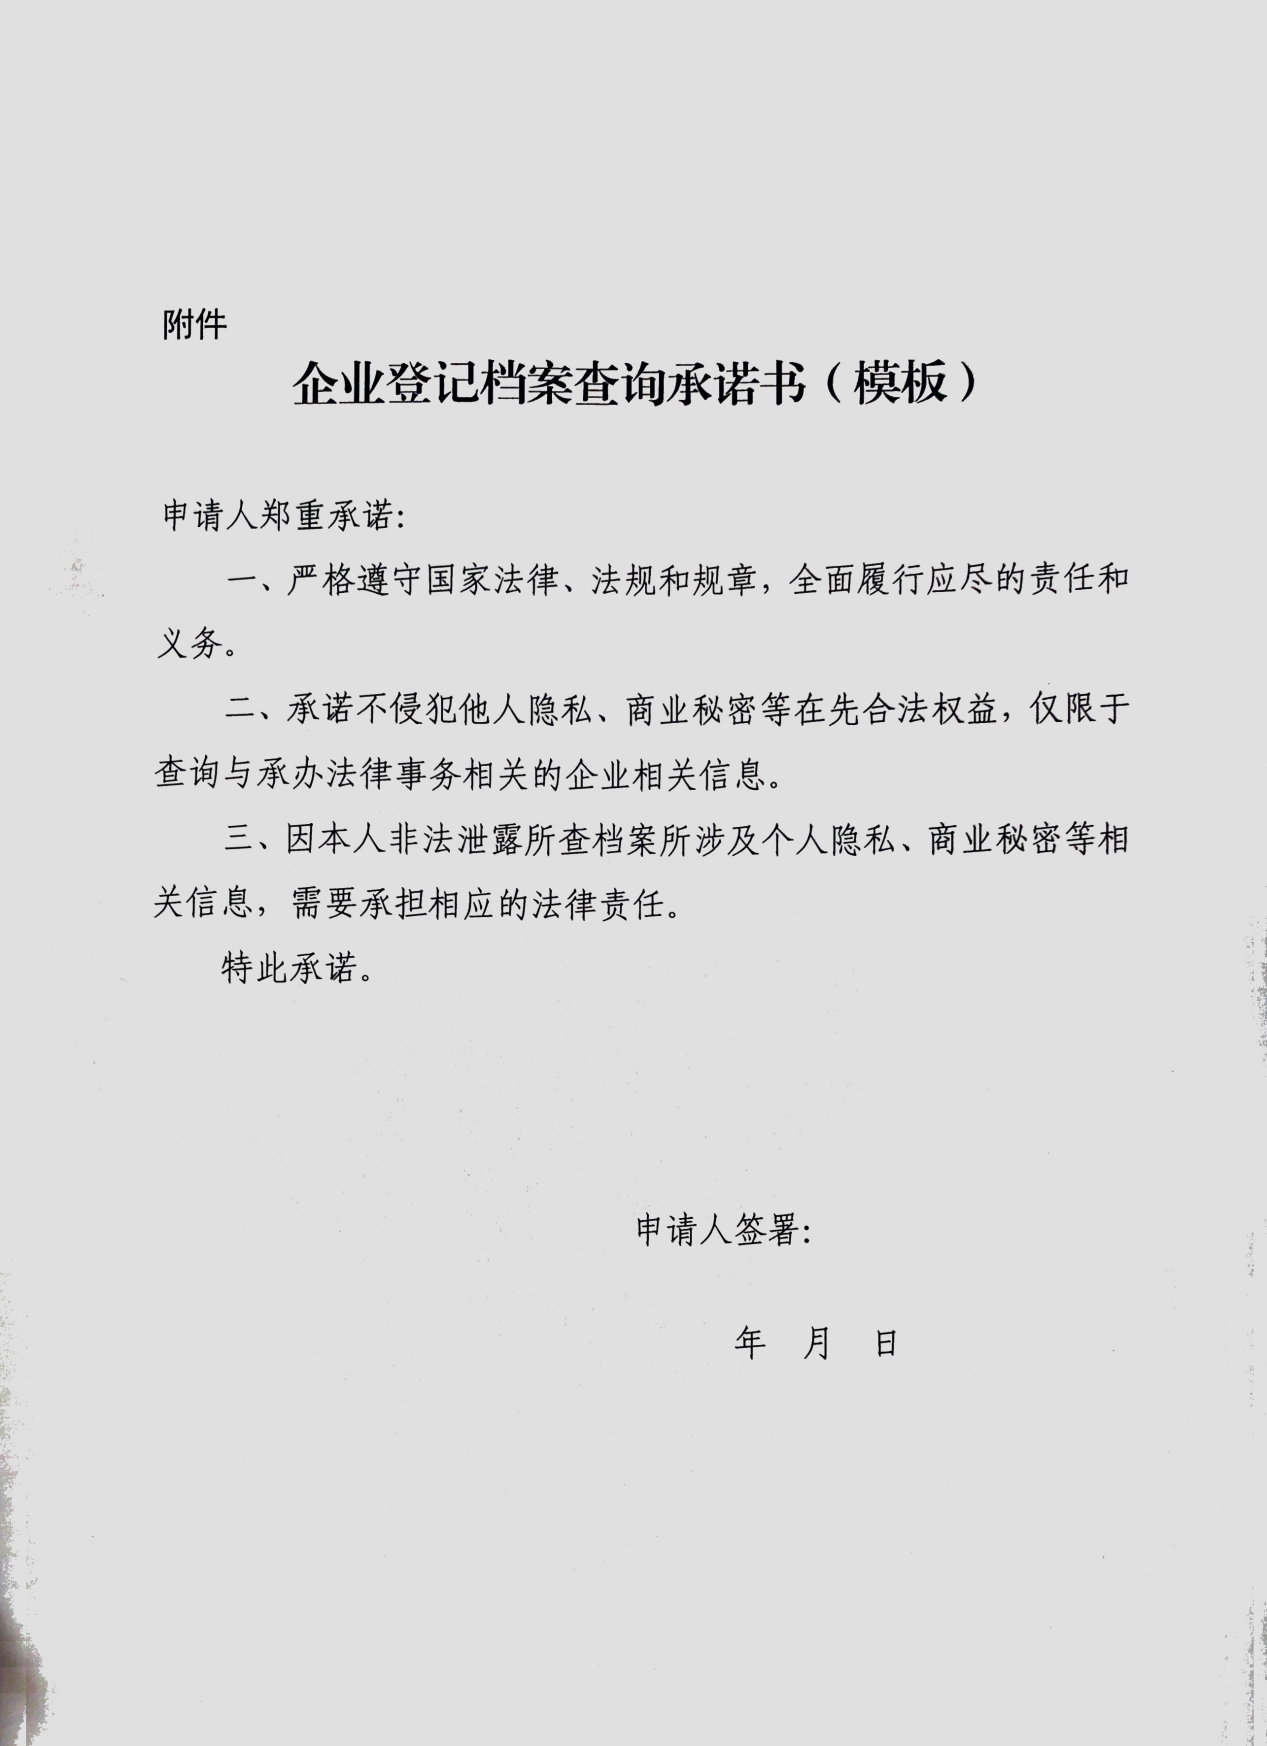 附件
企业登记档案查询承诺书（模板）
申请人郑重承诺：
一、严格遵守国家法律、法规和规章，全面履行应尽的责任和
义务。
二、承诺不侵犯他人隐私、商业秘密等在先合法权益，仅限于
查询与承办法律事务相关的企业相关信息。
三、因本人非法泄露所查档案所涉及个人隐私、商业秘密等相
关信息，需要承担相应的法律责任。
特此承诺。
申请人签署：
年 月 日